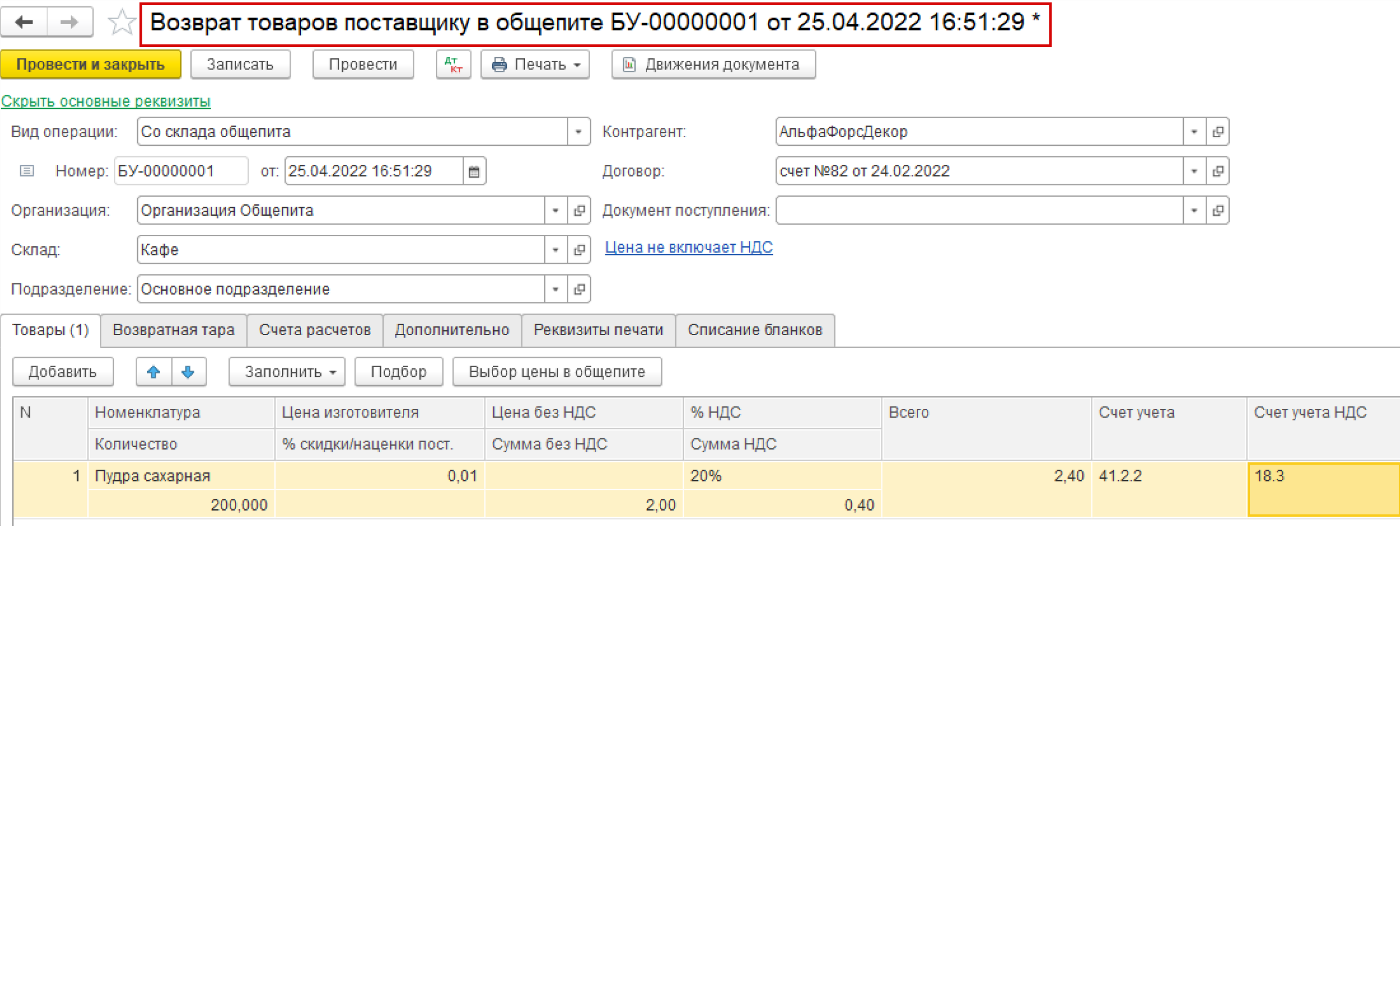 Возврат товаров поставщику в общепите БУ-00000001 от 25.04.2022 16:51:29 *
Провести и закрыть Записать Провести Дт Кт Печать Движения документа
Скрыть основные реквизиты
Вид операции: Со склада общепита Контрагент: АльфаФорсДекор
Номер: БУ-00000001 от: 25.04.2022 16:51:29 Договор: счет №82 от 24.02.2022
Организация: Организация Общепита Документ поступления:
Склад: Кафе Цена не включает НДС
Подразделение: Основное подразделение
Товары (1) Возвратная тара Счета расчетов Дополнительно Реквизиты печати Списание бланков
Добавить Заполнить Подбор Выбор цены в общепите
N Номенклатура Цена изготовителя Цена без НДС % НДС Всего Счет учета Счет учета НДС
Количество % скидки/наценки пост. Сумма без НДС Сумма НДС
1 Пудра сахарная 0,01 20% 2,40 41.2.2 18.3
200,000 2,00 0,40